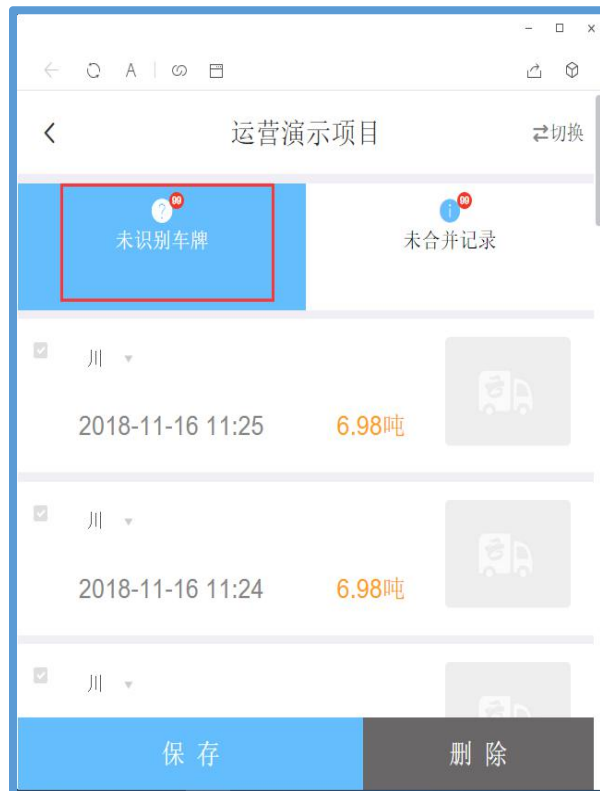 A
运营演示项目
切换
99
99
未识别车牌
未合并记录
川
2018-11-16 11:25
6.98吨
川
2018-11-16 11:24
6.98吨
川
保 存
删 除